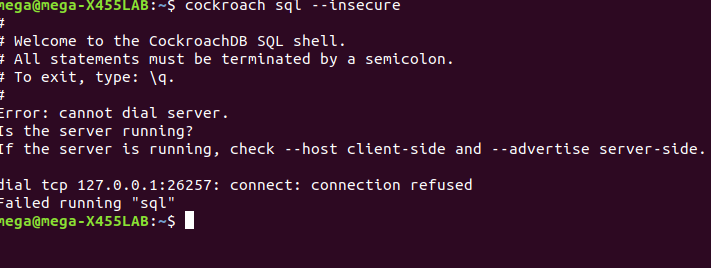 mega@mega-X455LAB:~$ cockroach sql --insecure
#
# Welcome to the CockroachDB SQL shell.
# All statements must be terminated by a semicolon.
# To exit, type: \q.
#
Error: cannot dial server.
Is the server running?
If the server is running, check --host client-side and --advertise server-side.
dial tcp 127.0.0.1:26257: connect: connection refused
Failed running "sql"
mega@mega-X455LAB:~$